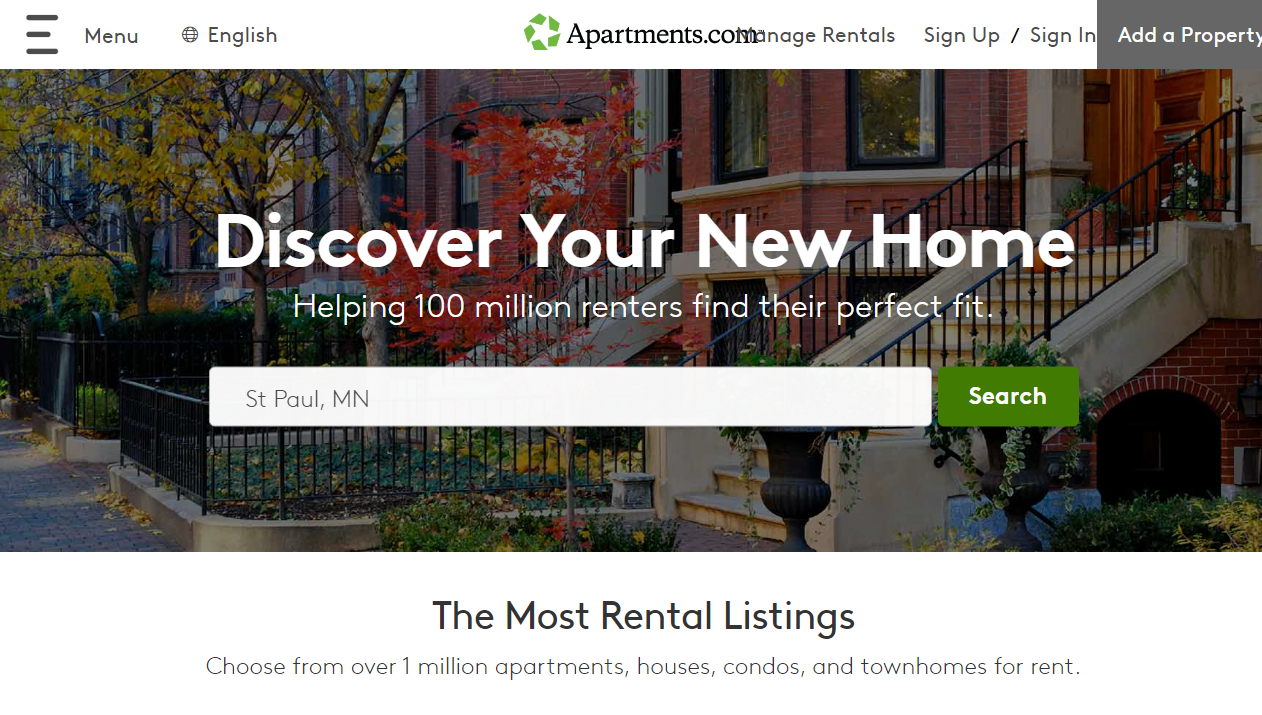 Menu English Apartments.com Manage Rentals Sign Up / Sign In Add a Property
Discover Your New Home
Helping 100 million renters find their perfect fit.
St Paul, MN Search
The Most Rental Listings
Choose from over 1 million apartments, houses, condos, and townhomes for rent.